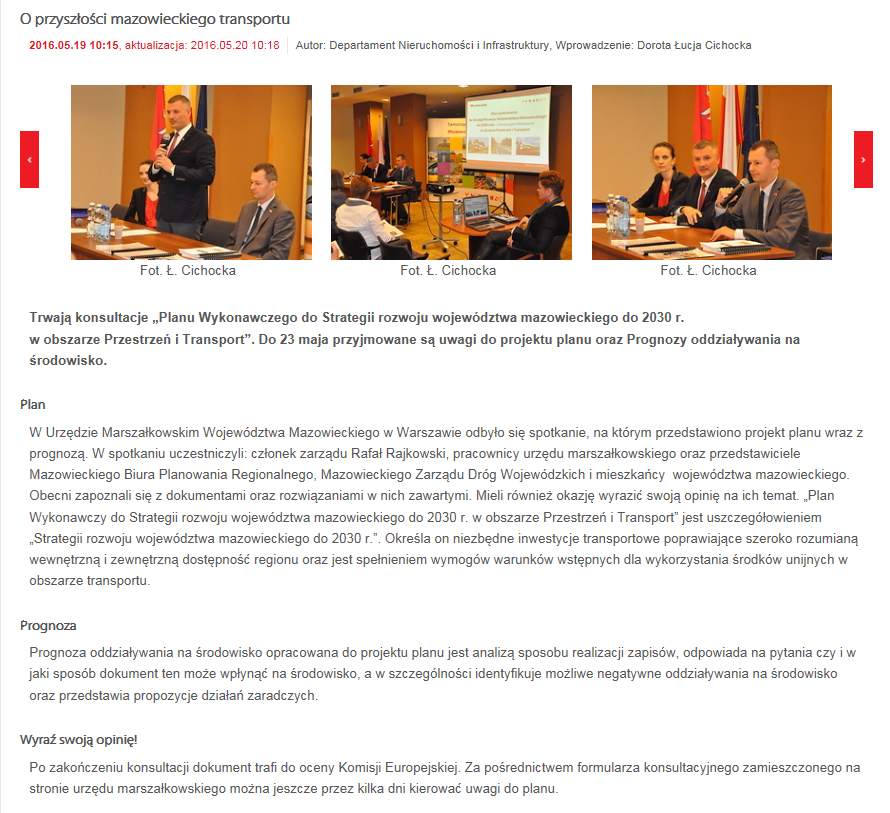 O przyszłości mazowieckiego transportu
2016.05.19 10:15, aktualizacja: 2016.05.20 10:18 Autor: Departament Nieruchomości i Infrastruktury, Wprowadzenie: Dorota Łucja Cichocka
Fot. Ł. Cichocka Fot. Ł. Cichocka Fot. Ł. Cichocka
Trwają konsultacje „Planu Wykonawczego do Strategii rozwoju województwa mazowieckiego do 2030 r.
w obszarze Przestrzeń i Transport”. Do 23 maja przyjmowane są uwagi do projektu planu oraz Prognozy oddziaływania na
środowisko.
Plan
W Urzędzie Marszałkowskim Województwa Mazowieckiego w Warszawie odbyło się spotkanie, na którym przedstawiono projekt planu wraz z
prognozą. W spotkaniu uczestniczyli: członek zarządu Rafał Rajkowski, pracownicy urzędu marszałkowskiego oraz przedstawiciele
Mazowieckiego Biura Planowania Regionalnego, Mazowieckiego Zarządu Dróg Wojewódzkich i mieszkańcy województwa mazowieckiego.
Obecni zapoznali się z dokumentami oraz rozwiązaniami w nich zawartymi. Mieli również okazję wyrazić swoją opinię na ich temat. „Plan
Wykonawczy do Strategii rozwoju województwa mazowieckiego do 2030 r. w obszarze Przestrzeń i Transport” jest uszczegółowieniem
„Strategii rozwoju województwa mazowieckiego do 2030 r.”. Określa on niezbędne inwestycje transportowe poprawiające szeroko rozumianą
wewnętrzną i zewnętrzną dostępność regionu oraz jest spełnieniem wymogów warunków wstępnych dla wykorzystania środków unijnych w
obszarze transportu.
Prognoza
Prognoza oddziaływania na środowisko opracowana do projektu planu jest analizą sposobu realizacji zapisów, odpowiada na pytania czy i w
jaki sposób dokument ten może wpłynąć na środowisko, a w szczególności identyfikuje możliwe negatywne oddziaływania na środowisko
oraz przedstawia propozycje działań zaradczych.
Wyraź swoją opinię!
Po zakończeniu konsultacji dokument trafi do oceny Komisji Europejskiej. Za pośrednictwem formularza konsultacyjnego zamieszczonego na
stronie urzędu marszałkowskiego można jeszcze przez kilka dni kierować uwagi do planu.